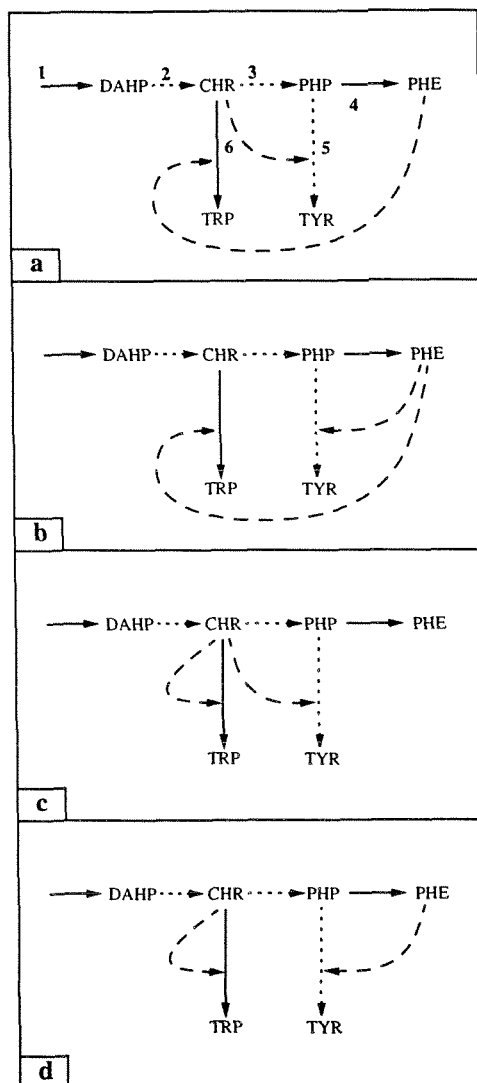 1 2 3
DAHP CHR PHP PHE
4
6 5
TRP TYR
a
DAHP CHR PHP PHE
TRP TYR
b
DAHP CHR PHP PHE
TRP TYR
c
DAHP CHR PHP PHE
TRP TYR
d